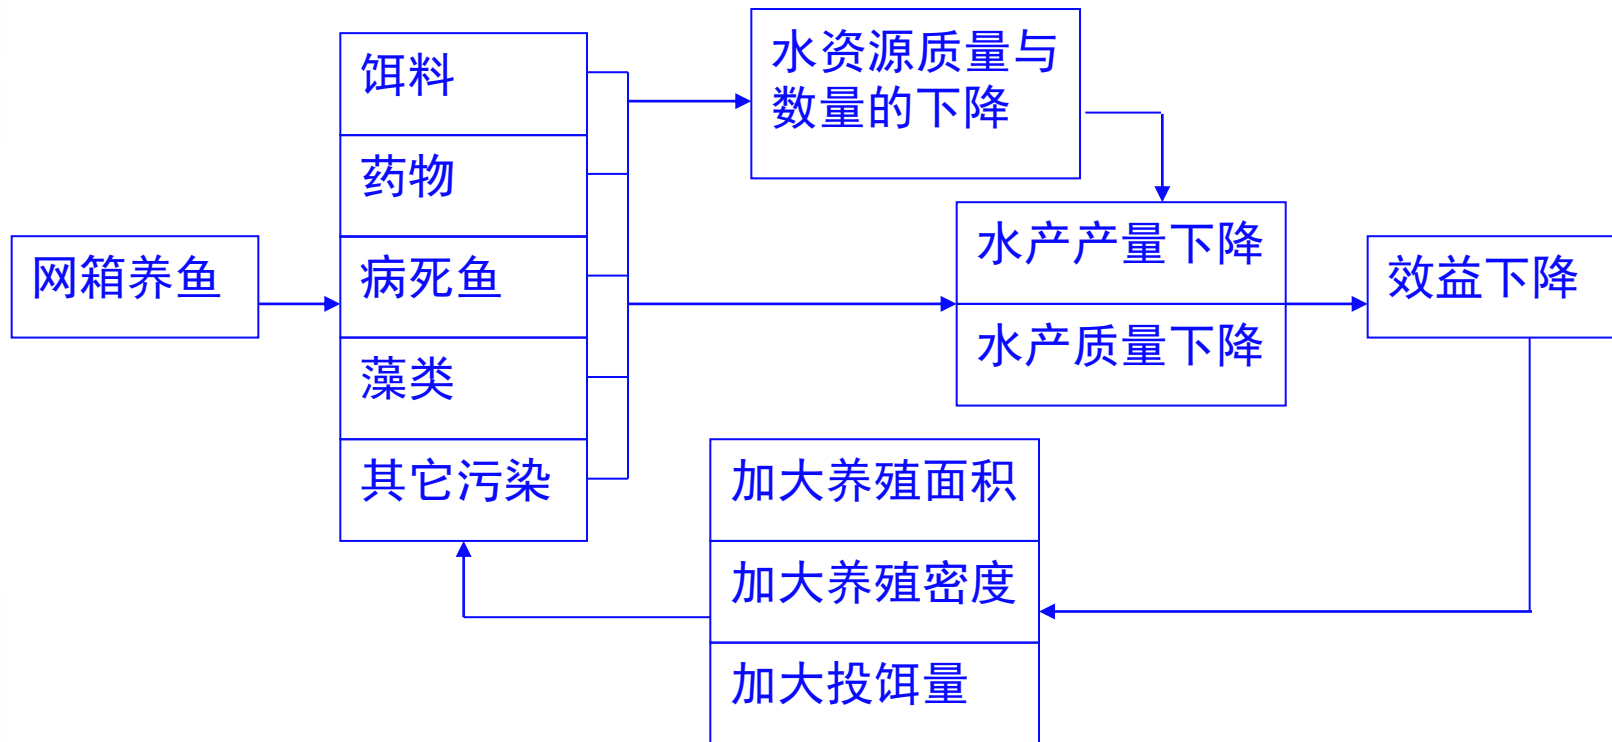 网箱养鱼
饵料
药物
病死鱼
藻类
其它污染
水资源质量与
数量的下降
水产产量下降
水产质量下降
效益下降
加大养殖面积
加大养殖密度
加大投饵量